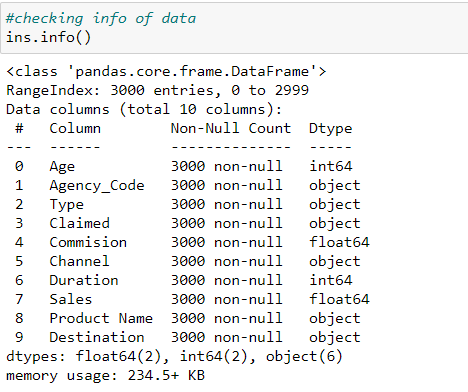 #checking info of data
ins.info()
<class 'pandas.core.frame.DataFrame'>
RangeIndex: 3000 entries, 0 to 2999
Data columns (total 10 columns):
 #   Column        Non-Null Count  Dtype
---  ------        --------------  -----
 0   Age           3000 non-null   int64
 1   Agency_Code   3000 non-null   object
 2   Type          3000 non-null   object
 3   Claimed       3000 non-null   object
 4   Commision     3000 non-null   float64
 5   Channel       3000 non-null   object
 6   Duration      3000 non-null   int64
 7   Sales         3000 non-null   float64
 8   Product Name  3000 non-null   object
 9   Destination   3000 non-null   object
dtypes: float64(2), int64(2), object(6)
memory usage: 234.5+ KB